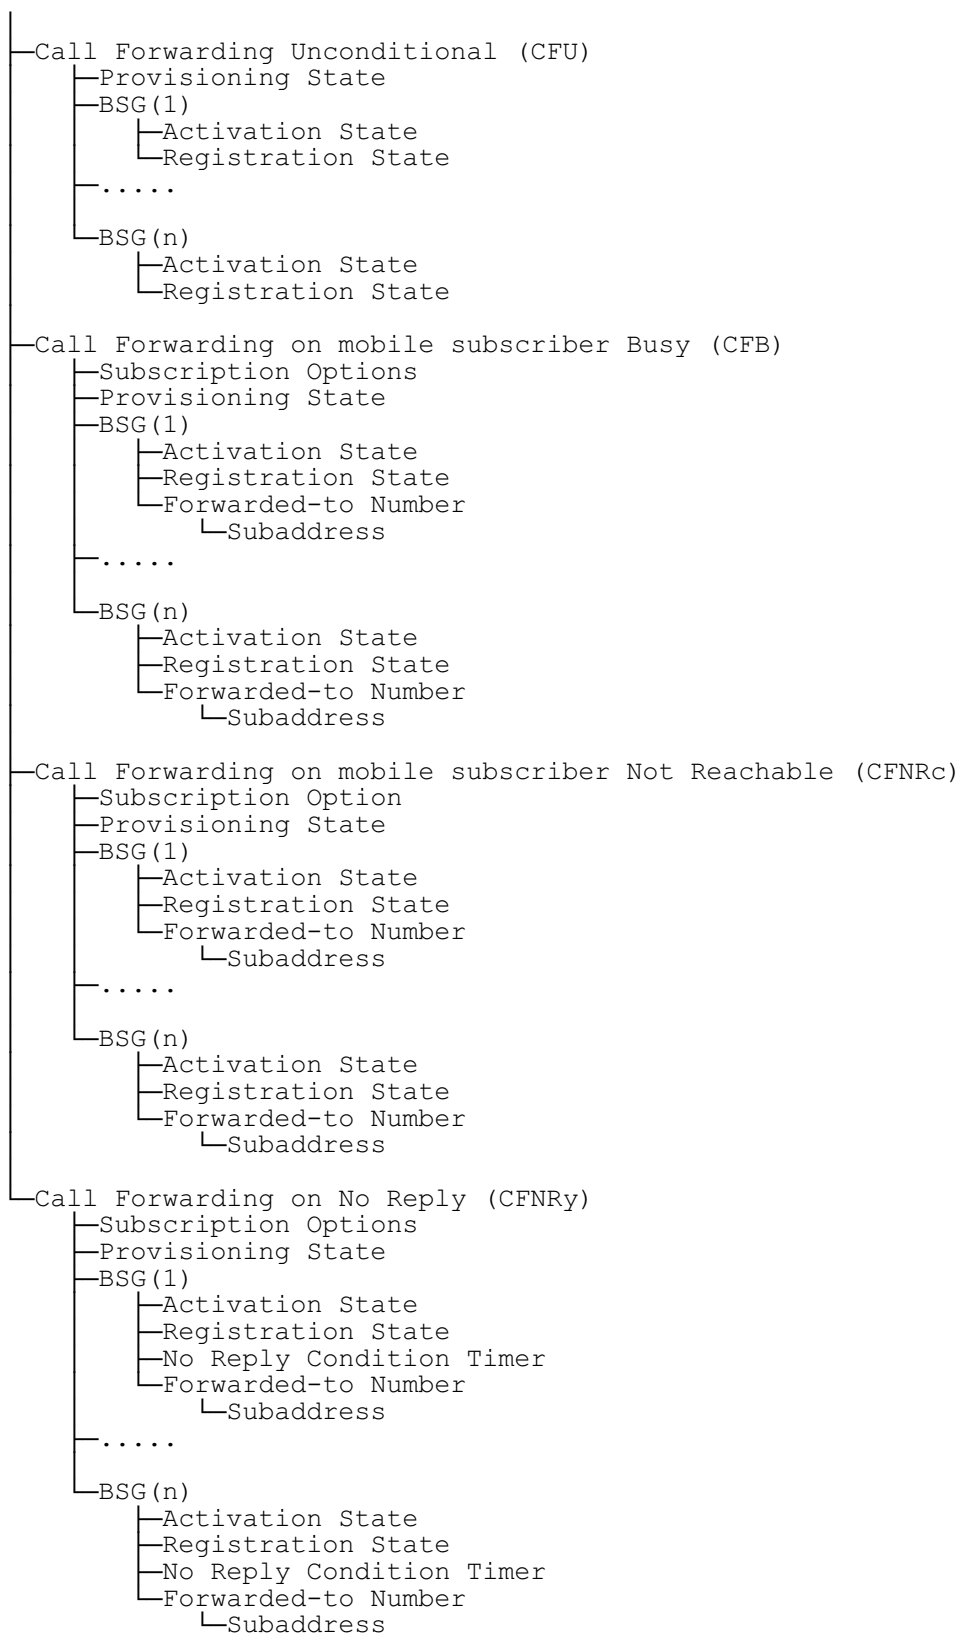 Call Forwarding Unconditional (CFU)
Provisioning State
BSG(1)
Activation State
Registration State
.....
BSG(n)
Activation State
Registration State
Call Forwarding on mobile subscriber Busy (CFB)
Subscription Options
Provisioning State
BSG(1)
Activation State
Registration State
Forwarded-to Number
Subaddress
.....
BSG(n)
Activation State
Registration State
Forwarded-to Number
Subaddress
Call Forwarding on mobile subscriber Not Reachable (CFNRc)
Subscription Option
Provisioning State
BSG(1)
Activation State
Registration State
Forwarded-to Number
Subaddress
.....
BSG(n)
Activation State
Registration State
Forwarded-to Number
Subaddress
Call Forwarding on No Reply (CFNRy)
Subscription Options
Provisioning State
BSG(1)
Activation State
Registration State
No Reply Condition Timer
Forwarded-to Number
Subaddress
.....
BSG(n)
Activation State
Registration State
No Reply Condition Timer
Forwarded-to Number
Subaddress